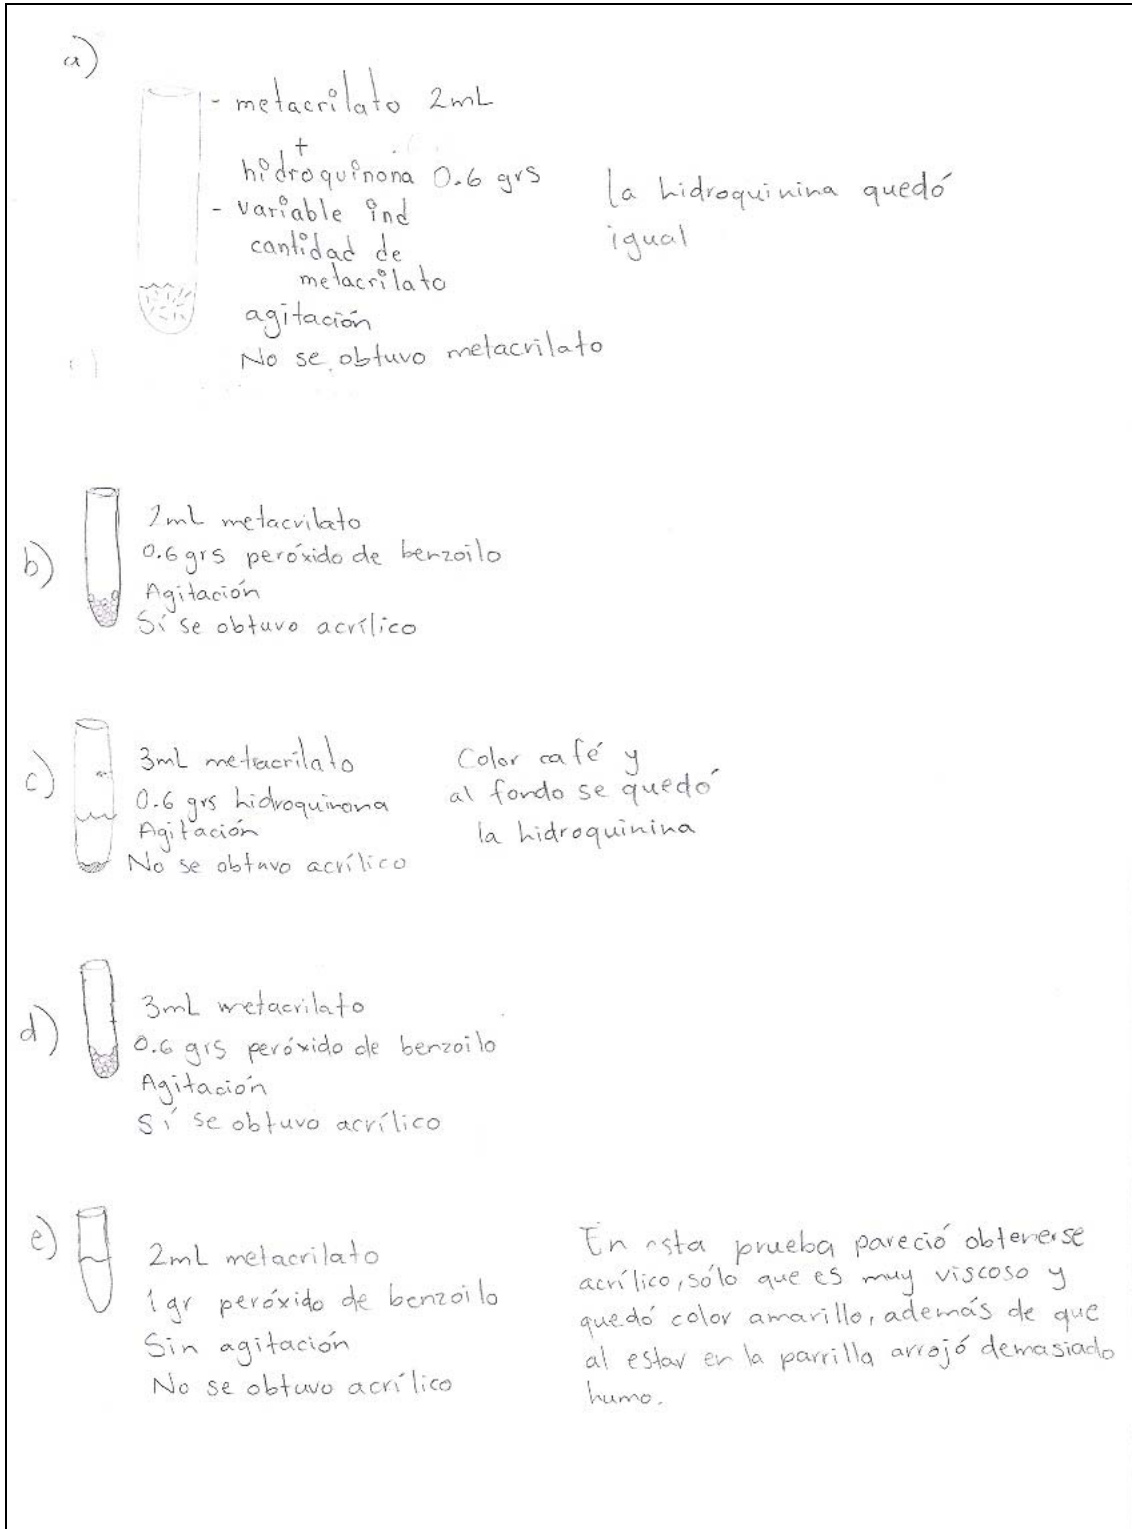 a)
- metacrilato 2mL
+
hidroquinona 0.6 grs
- variable ind
cantidad de
metacrilato
agitación
No se obtuvo metacrilato
la hidroquinina quedó
igual
b)
2mL metacrilato
0.6 grs peróxido de benzoilo
Agitación
Sí se obtuvo acrílico
c)
3mL metacrilato
0.6 grs hidroquinona
Agitación
No se obtuvo acrílico
Color café y
al fondo se quedó
la hidroquinina
d)
3mL metacrilato
0.6 grs peróxido de benzoilo
Agitación
Sí se obtuvo acrílico
e)
2mL metacrilato
1 gr peróxido de benzoilo
Sin agitación
No se obtuvo acrílico
En esta prueba pareció obtenerse
acrílico, sólo que es muy viscoso y
quedó color amarillo, además de que
al estar en la parrilla arrojó demasiado
humo.